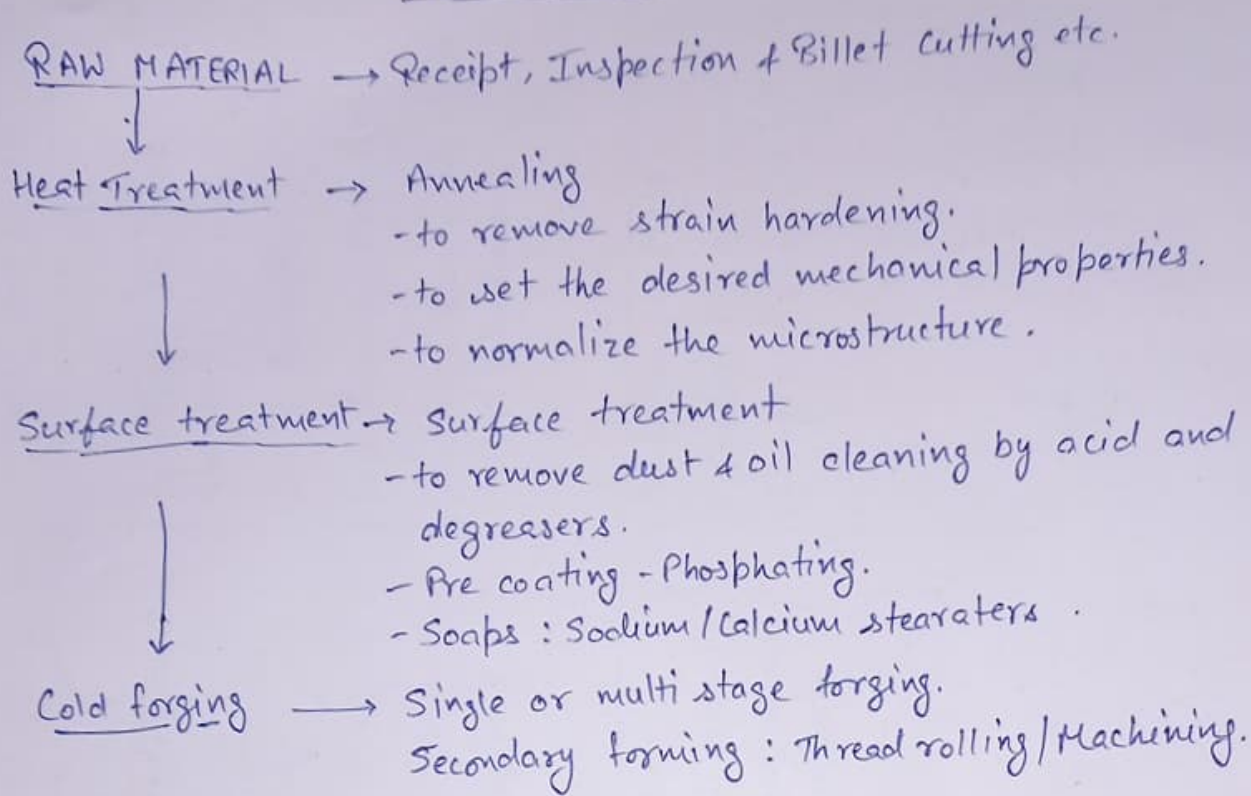 RAW MATERIAL → Receipt, Inspection & Billet Cutting etc.
Heat Treatment → Annealing
- to remove strain hardening.
- to set the desired mechanical properties.
- to normalize the microstructure.
Surface treatment → Surface treatment
- to remove dust & oil cleaning by acid and
degreasers.
- Pre coating - Phosphating.
- Soaps : Sodium / Calcium stearaters .
Cold forging → Single or multi stage forging.
Secondary forming : Thread rolling / Machining.